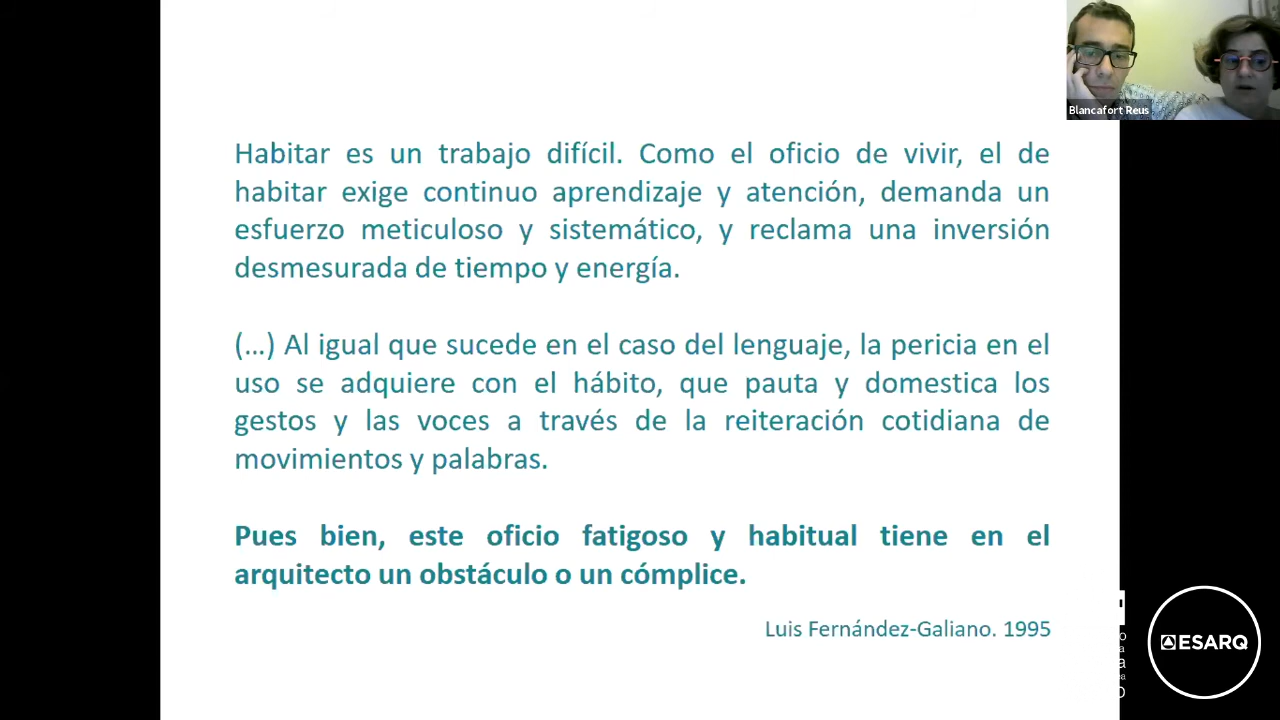 Blancafort Reus
Habitar es un trabajo difícil. Como el oficio de vivir, el de
habitar exige continuo aprendizaje y atención, demanda un
esfuerzo meticuloso y sistemático, y reclama una inversión
desmesurada de tiempo y energía.
(...) Al igual que sucede en el caso del lenguaje, la pericia en el
uso se adquiere con el hábito, que pauta y domestica los
gestos y las voces a través de la reiteración cotidiana de
movimientos y palabras.
Pues bien, este oficio fatigoso y habitual tiene en el
arquitecto un obstáculo o un cómplice.
Luis Fernández-Galiano. 1995
ESARQ